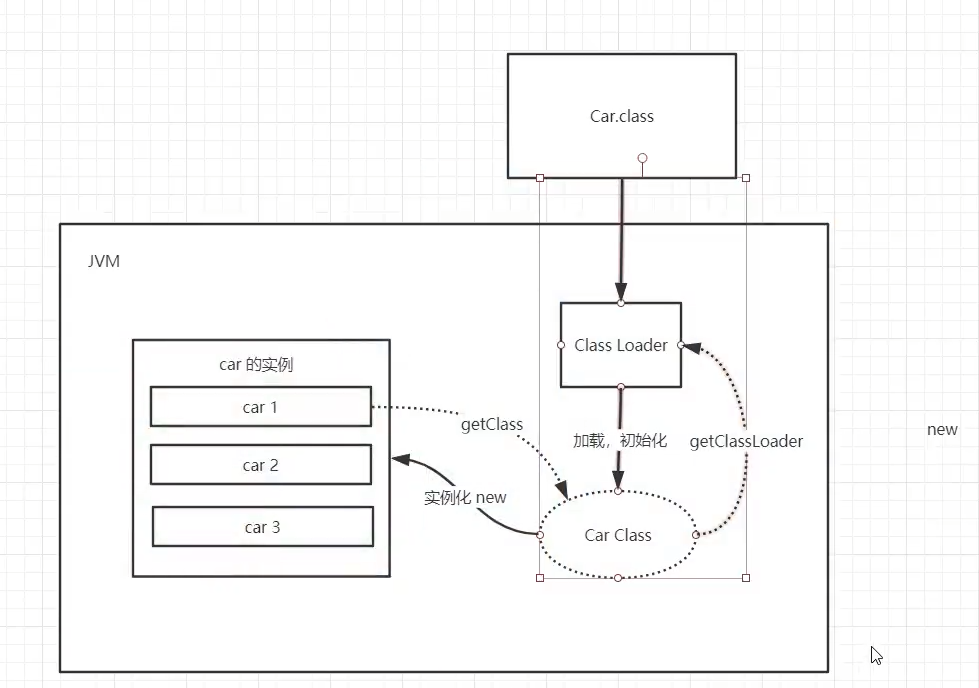 Car.class
JVM
Class Loader
car 的实例
car 1
getClass
加载，初始化
getClassLoader
new
car 2
实例化 new
car 3
Car Class